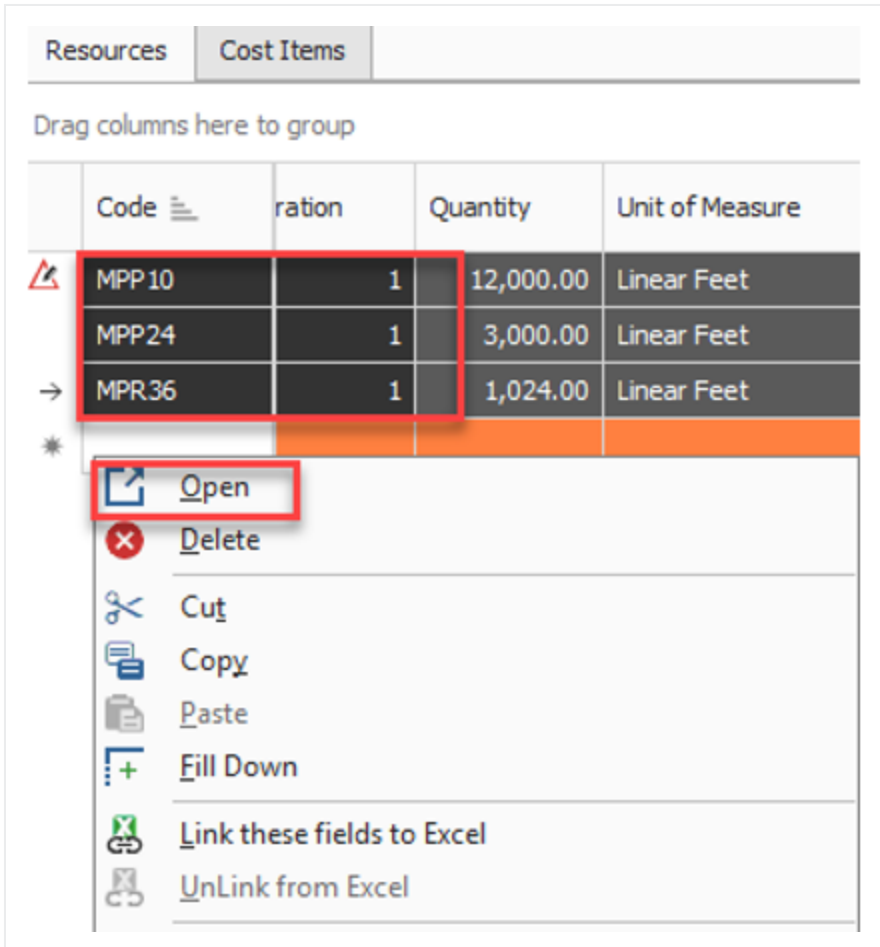 Resources Cost Items
Drag columns here to group
Code ration Quantity Unit of Measure
MPP10 1 12,000.00 Linear Feet
MPP24 1 3,000.00 Linear Feet
MPR36 1 1,024.00 Linear Feet
Open
Delete
Cut
Copy
Paste
Fill Down
Link these fields to Excel
UnLink from Excel